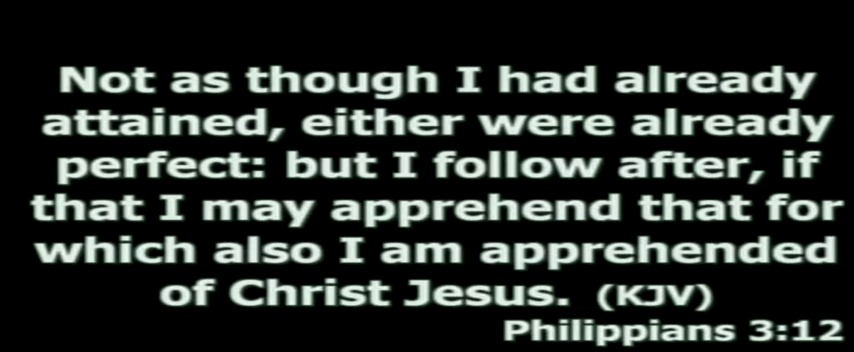 Not as though I had already
attained, either were already
perfect: but I follow after, if
that I may apprehend that for
which also I am apprehended
of Christ Jesus. (KJV)
Philippians 3:12